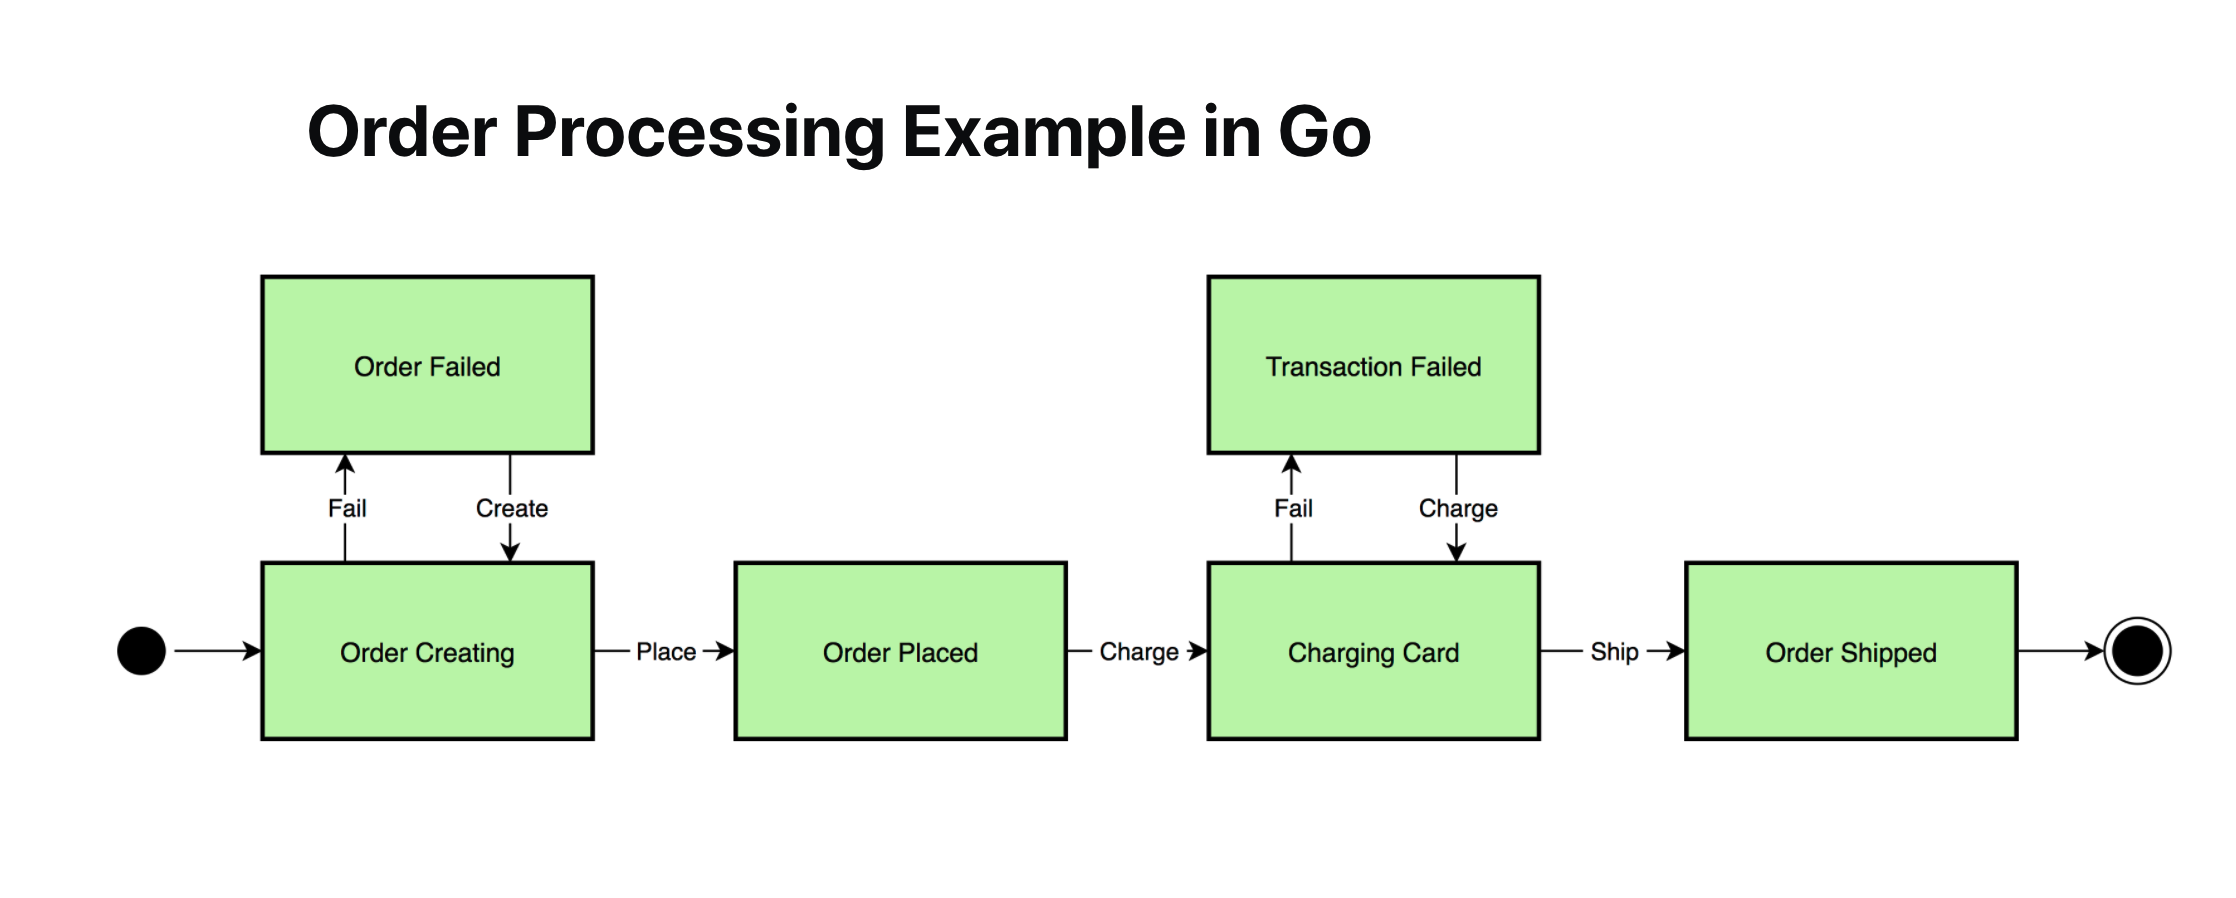 Order Processing Example in Go
Order Failed
Transaction Failed
Fail
Create
Fail
Charge
Order Creating
Place
Order Placed
Charge
Charging Card
Ship
Order Shipped